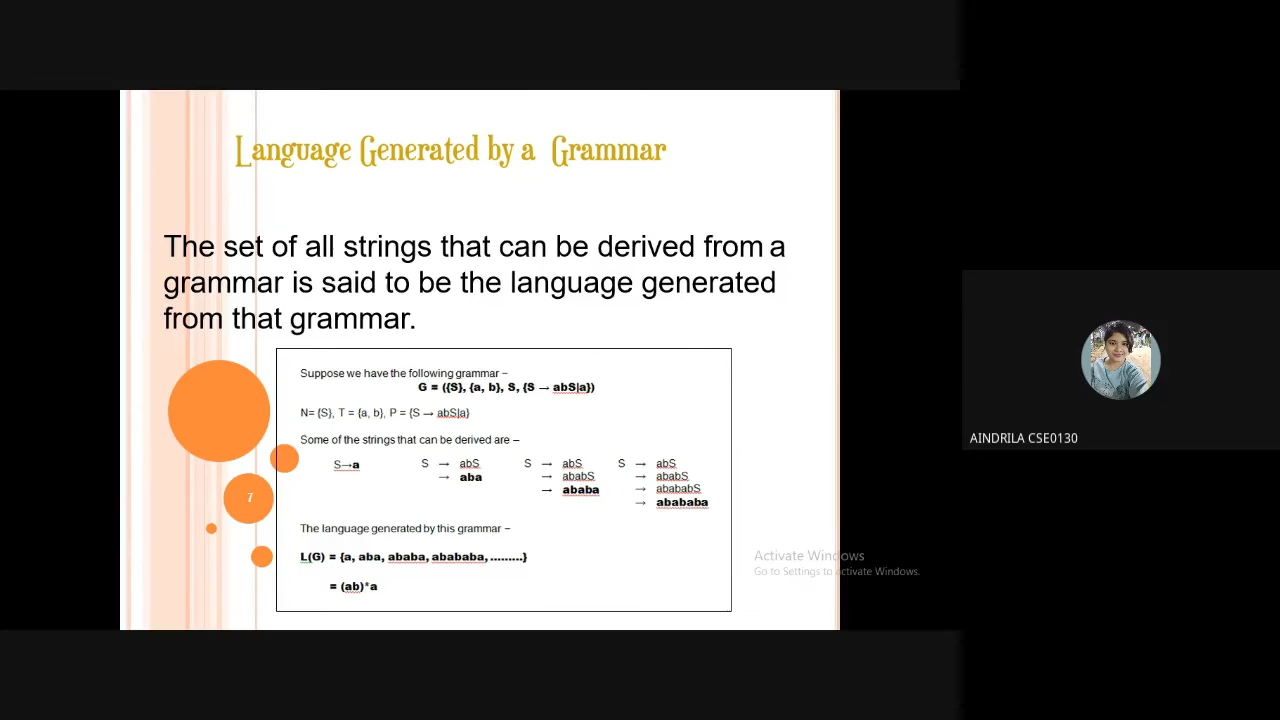 Language Generated by a Grammar
The set of all strings that can be derived from a
grammar is said to be the language generated
from that grammar.
Suppose we have the following grammar –
G = ({S}, {a, b}, S, {S → abS|a})
N= {S}, T = {a, b}, P = {S → abS|a}
Some of the strings that can be derived are –
S→a S → abS S → abS S → abS
→ aba → ababS → ababS
→ ababa → abababS
→ abababa
7
The language generated by this grammar –
L(G) = {a, aba, ababa, abababa, .........}
= (ab)*a
Activate Windows
Go to Settings to activate Windows.
AINDRILA CSE0130